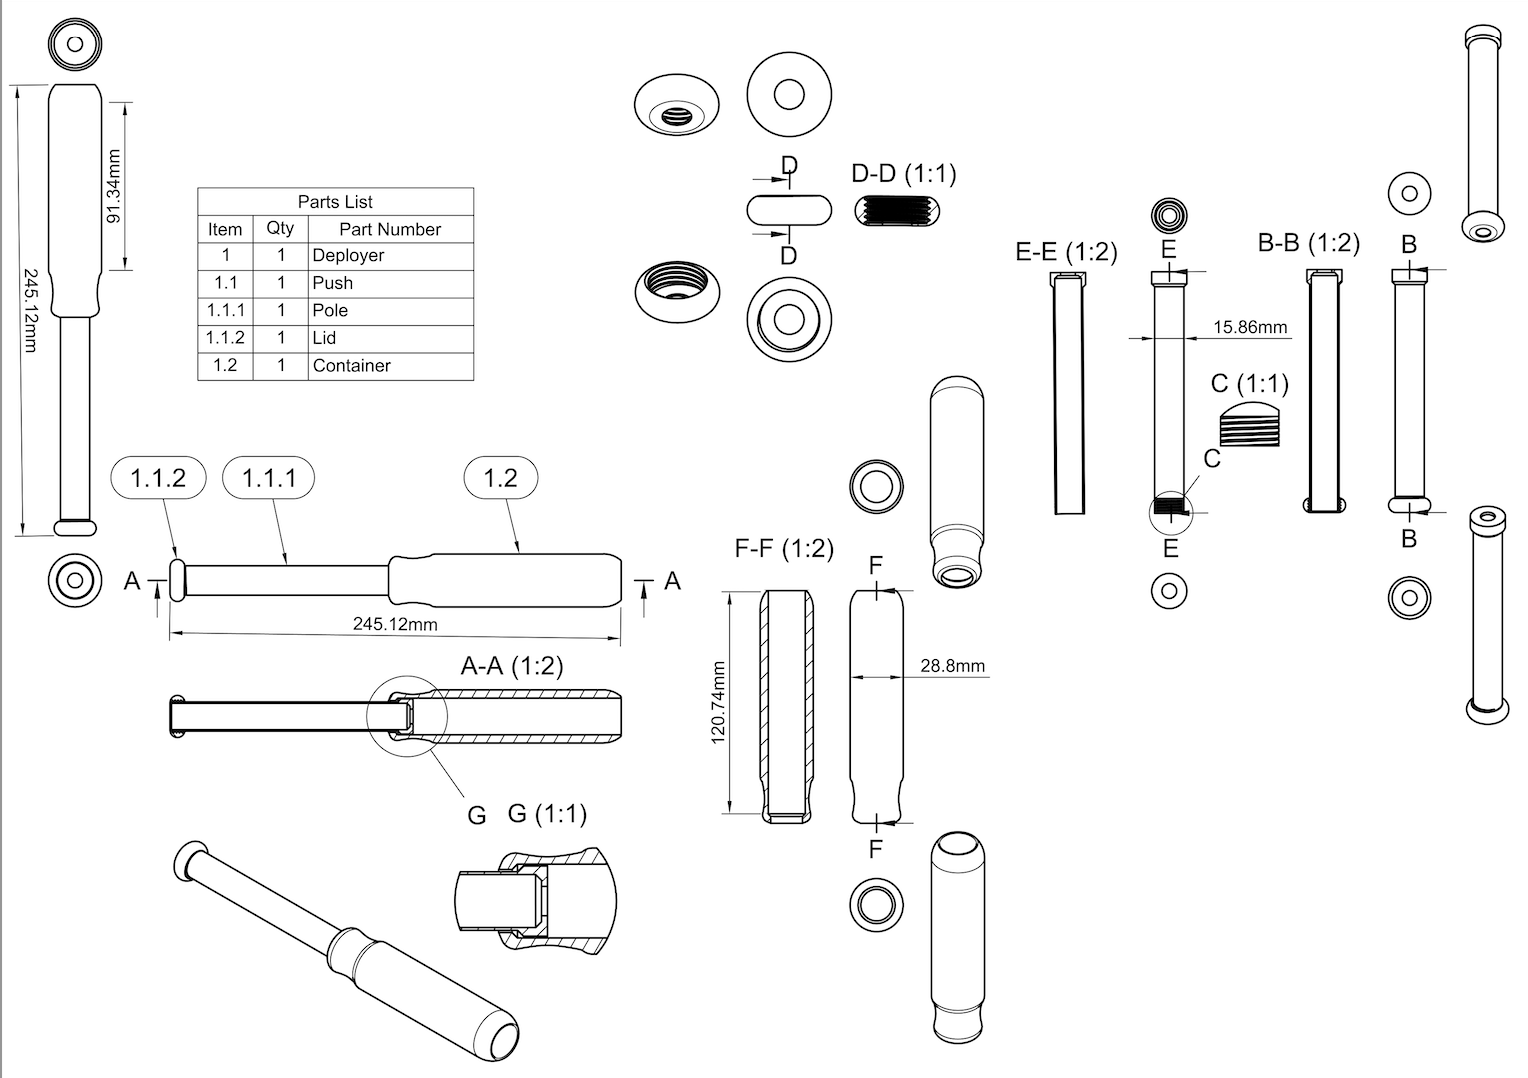 91.34mm
245.12mm
Parts List
Item Qty Part Number
1 1 Deployer
1.1 1 Push
1.1.1 1 Pole
1.1.2 1 Lid
1.2 1 Container
1.1.2 1.1.1 1.2
A A
245.12mm
A-A (1:2)
G G (1:1)
D
D-D (1:1)
D
F-F (1:2)
F
120.74mm
28.8mm
F
E-E (1:2)
E
15.86mm
C (1:1)
C
E
B-B (1:2)
B
B